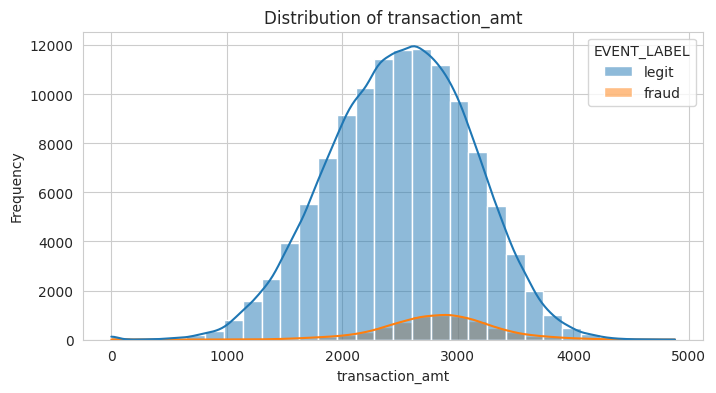 Distribution of transaction_amt
EVENT_LABEL
legit
fraud
Frequency
12000
10000
8000
6000
4000
2000
0
0
1000
2000
3000
4000
5000
transaction_amt